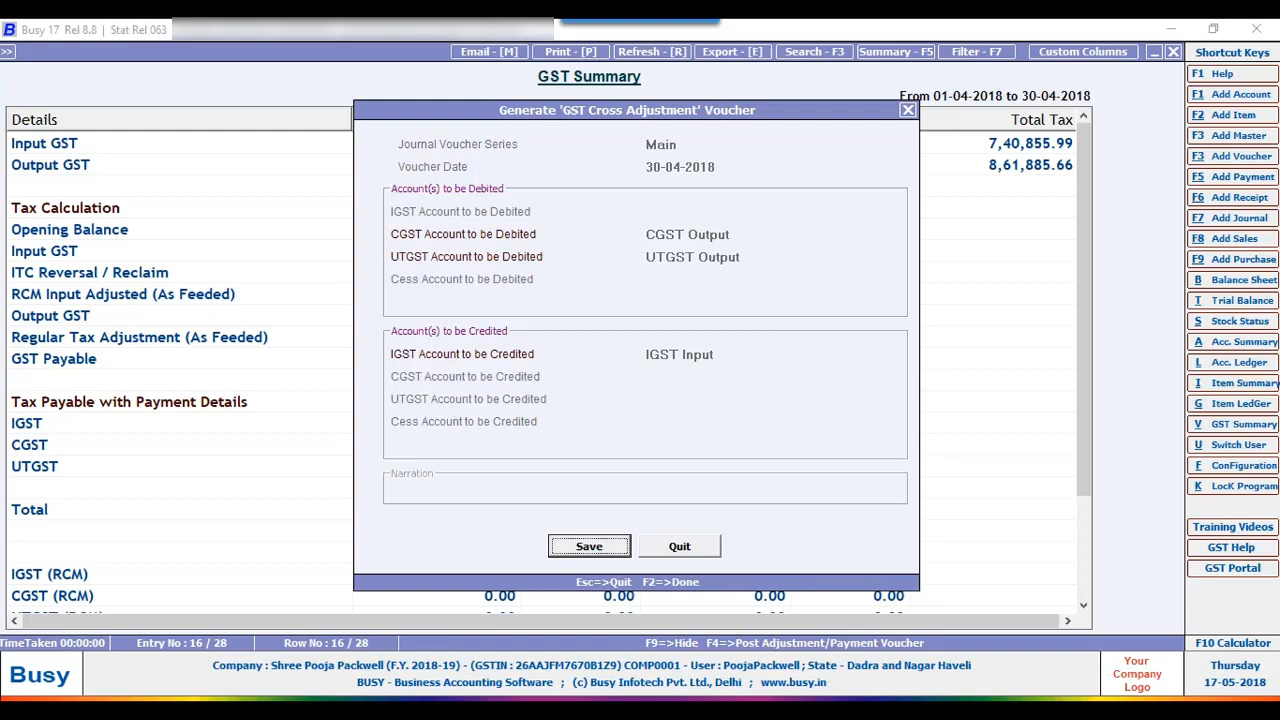 Busy 17 Rel 8.8 | Stat Rel 063
>> Email - [M] Print - [P] Refresh - [R] Export - [E] Search - F3 Summary - F5 Filter - F7 Custom Columns
GST Summary
From 01-04-2018 to 30-04-2018
Details Total Tax
Input GST 7,40,855.99
Output GST 8,61,885.66
Tax Calculation
Opening Balance
Input GST
ITC Reversal / Reclaim
RCM Input Adjusted (As Feeded)
Output GST
Regular Tax Adjustment (As Feeded)
GST Payable
Tax Payable with Payment Details
IGST
CGST
UTGST
Total
IGST (RCM)
CGST (RCM) 0.00 0.00 0.00 0.00
Generate 'GST Cross Adjustment' Voucher
Journal Voucher Series Main
Voucher Date 30-04-2018
Account(s) to be Debited
IGST Account to be Debited
CGST Account to be Debited CGST Output
UTGST Account to be Debited UTGST Output
Cess Account to be Debited
Account(s) to be Credited
IGST Account to be Credited IGST Input
CGST Account to be Credited
UTGST Account to be Credited
Cess Account to be Credited
Narration
Save Quit
Esc=>Quit F2=>Done
Shortcut Keys
F1 Help
F1 Add Account
F2 Add Item
F3 Add Master
F3 Add Voucher
F5 Add Payment
F6 Add Receipt
F7 Add Journal
F8 Add Sales
F9 Add Purchase
B Balance Sheet
T Trial Balance
S Stock Status
A Acc. Summary
L Acc. Ledger
I Item Summary
G Item LedGer
V GST Summary
U Switch User
F ConFiguration
K LocK Program
Training Videos
GST Help
GST Portal
TimeTaken 00:00:00 Entry No : 16 / 28 Row No : 16 / 28 F9=>Hide F4=>Post Adjustment/Payment Voucher F10 Calculator
Busy
Company : Shree Pooja Packwell (F.Y. 2018-19) - (GSTIN : 26AAJFM7670B1Z9) COMP0001 - User : PoojaPackwell ; State - Dadra and Nagar Haveli
BUSY - Business Accounting Software ; (c) Busy Infotech Pvt. Ltd., Delhi ; www.busy.in
Your
Company
Logo
Thursday
17-05-2018